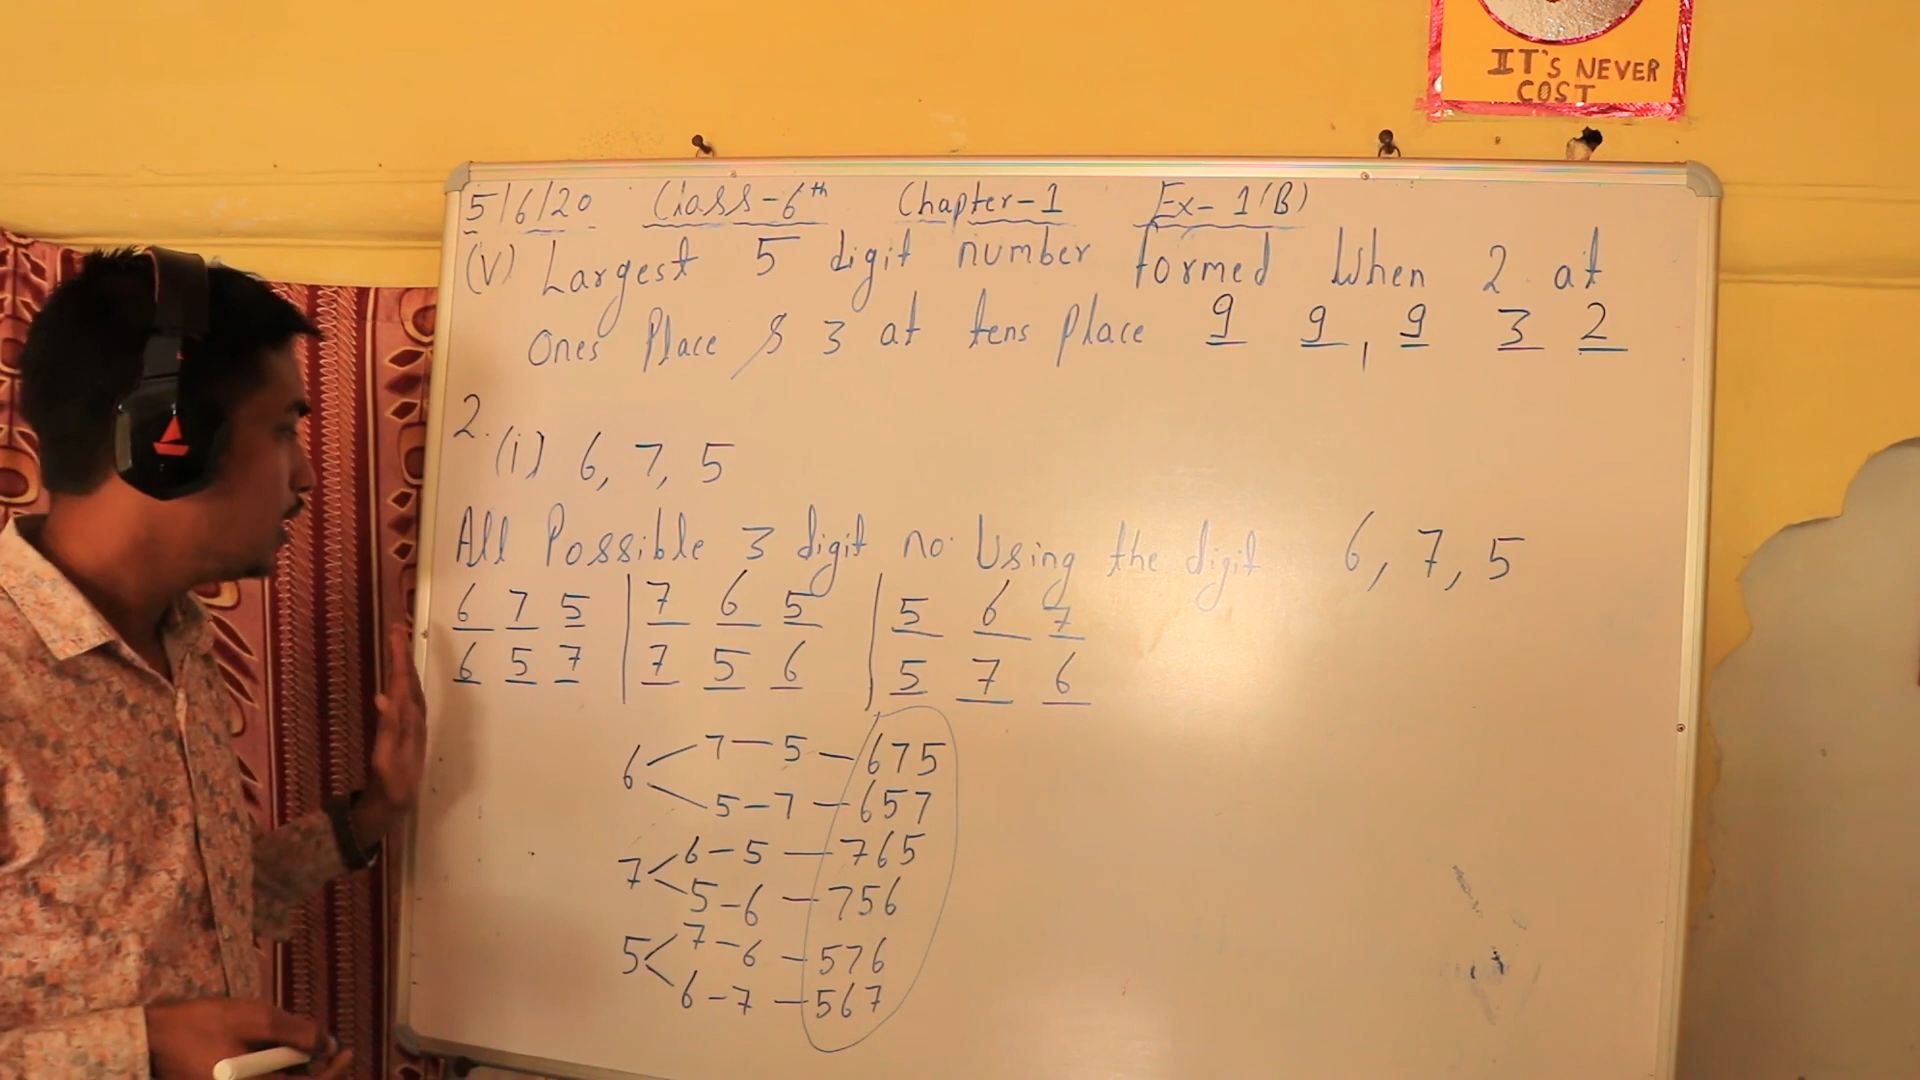 IT'S NEVER
COST
5/6/20 Class-6th Chapter-1 Ex-1(B)
(V) Largest 5 digit number formed When 2 at
Ones Place & 3 at tens place 9 9, 9 3 2
2.
(i) 6, 7, 5
All Possible 3 digit no. Using the digit 6, 7, 5
6 7 5 | 7 6 5 | 5 6 7
6 5 7 | 7 5 6 | 5 7 6
7 — 5 — 675
6
5 — 7 — 657
6 — 5 — 765
7
5 — 6 — 756
7 — 6 — 576
5
6 — 7 — 567